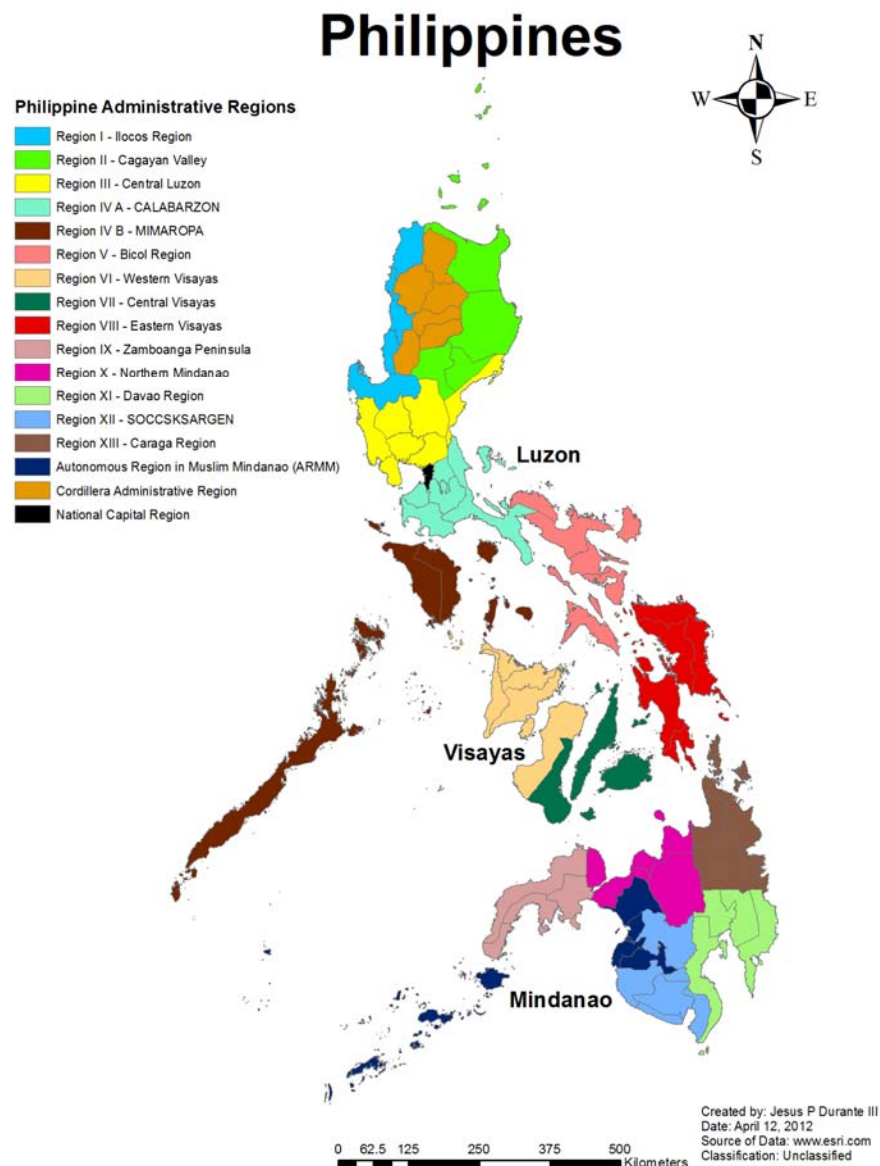 Philippines
N
W
E
S
Philippine Administrative Regions
Region I - Ilocos Region
Region II - Cagayan Valley
Region III - Central Luzon
Region IV A - CALABARZON
Region IV B - MIMAROPA
Region V - Bicol Region
Region VI - Western Visayas
Region VII - Central Visayas
Region VIII - Eastern Visayas
Region IX - Zamboanga Peninsula
Region X - Northern Mindanao
Region XI - Davao Region
Region XII - SOCCSKSARGEN
Region XIII - Caraga Region
Autonomous Region in Muslim Mindanao (ARMM)
Cordillera Administrative Region
National Capital Region
Luzon
Visayas
Mindanao
Created by: Jesus P Durante III
Date: April 12, 2012
Source of Data: www.esri.com
Classification: Unclassified
0 62.5 125 250 375 500
Kilometers